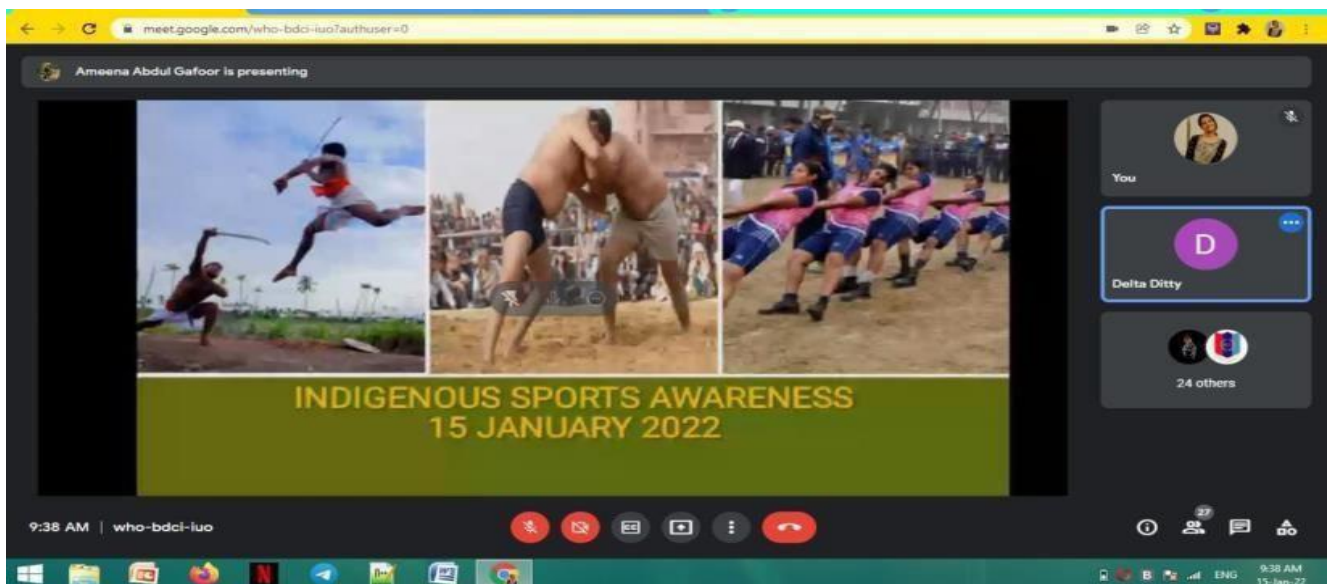 meet.google.com/who-bdci-iuo?authuser=0
Ameena Abdul Gafoor is presenting
You
D
Delta Ditty
24 others
INDIGENOUS SPORTS AWARENESS
15 JANUARY 2022
9:38 AM | who-bdci-iuo
27
ENG
9:38 AM
15-Jan-22